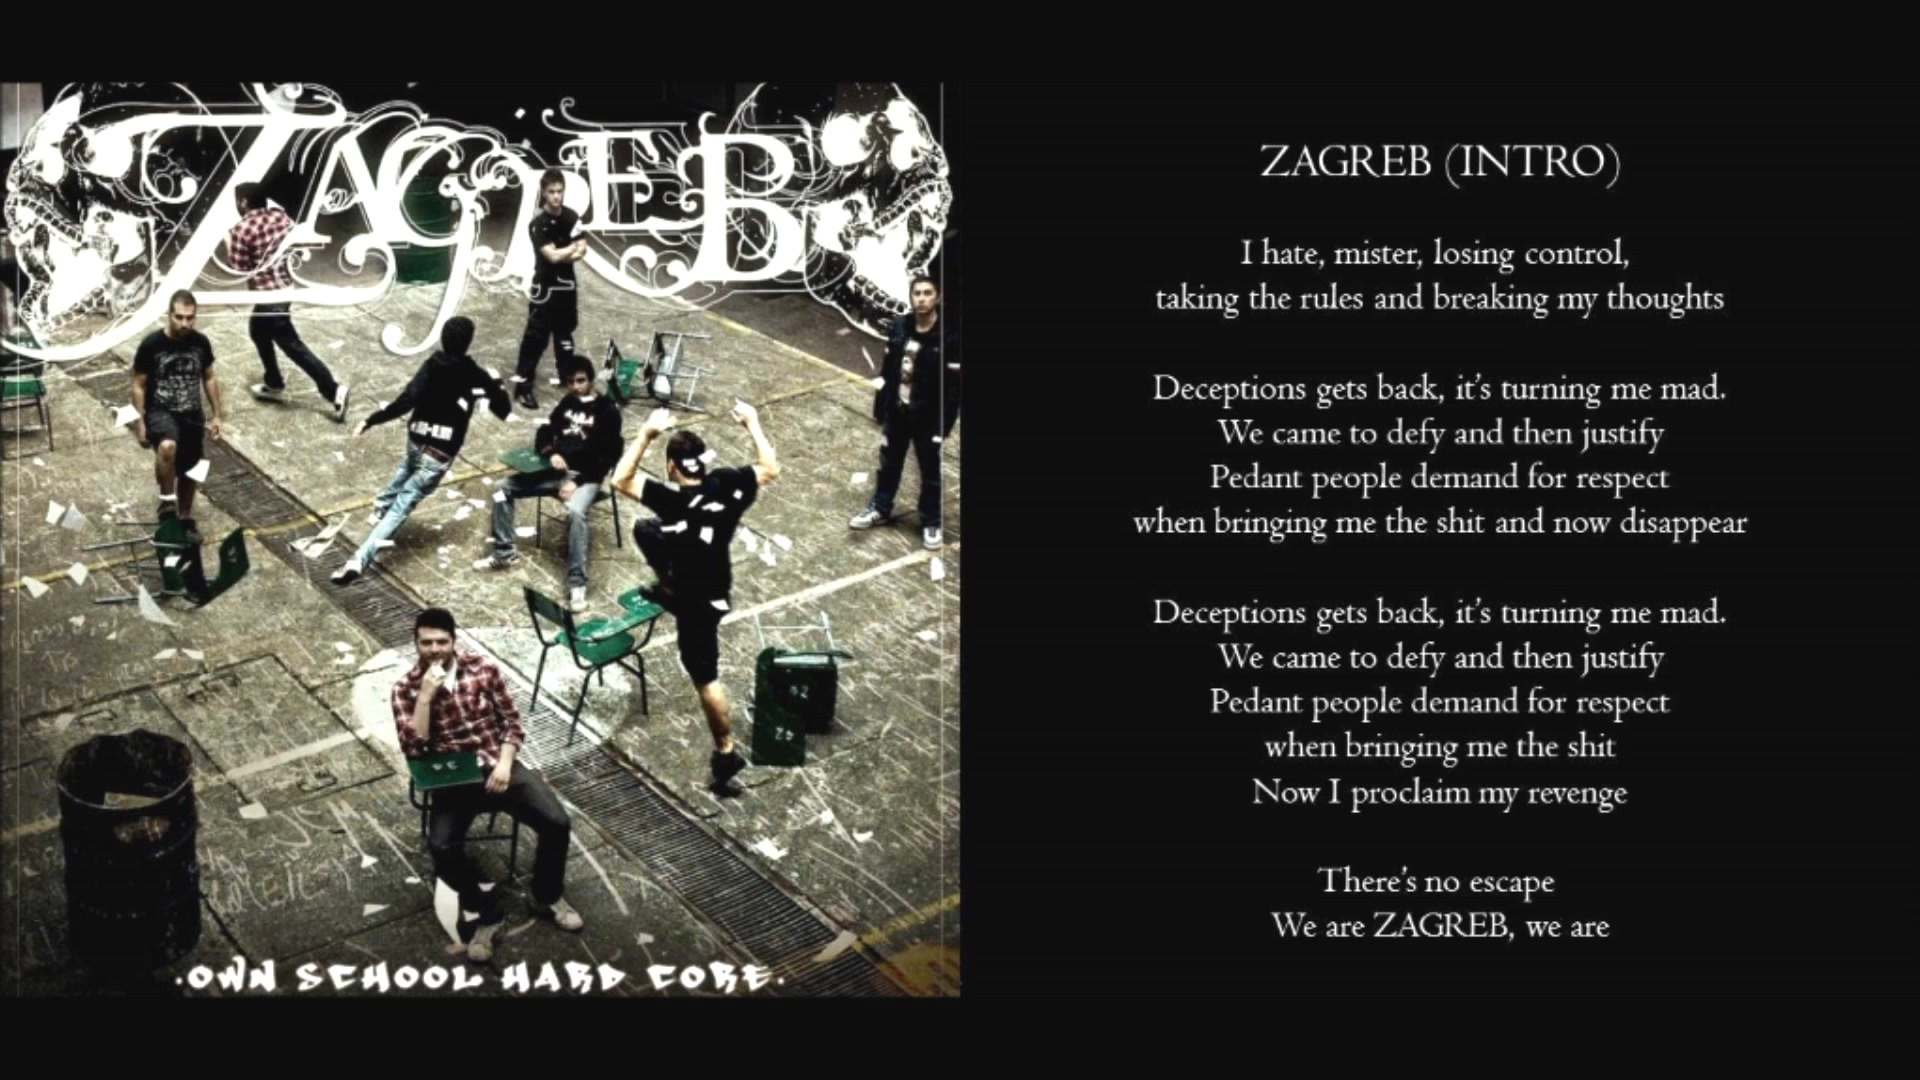 ZAGREB
·OWN SCHOOL HARD CORE·
ZAGREB (INTRO)
I hate, mister, losing control,
taking the rules and breaking my thoughts
Deceptions gets back, it's turning me mad.
We came to defy and then justify
Pedant people demand for respect
when bringing me the shit and now disappear
Deceptions gets back, it's turning me mad.
We came to defy and then justify
Pedant people demand for respect
when bringing me the shit
Now I proclaim my revenge
There's no escape
We are ZAGREB, we are